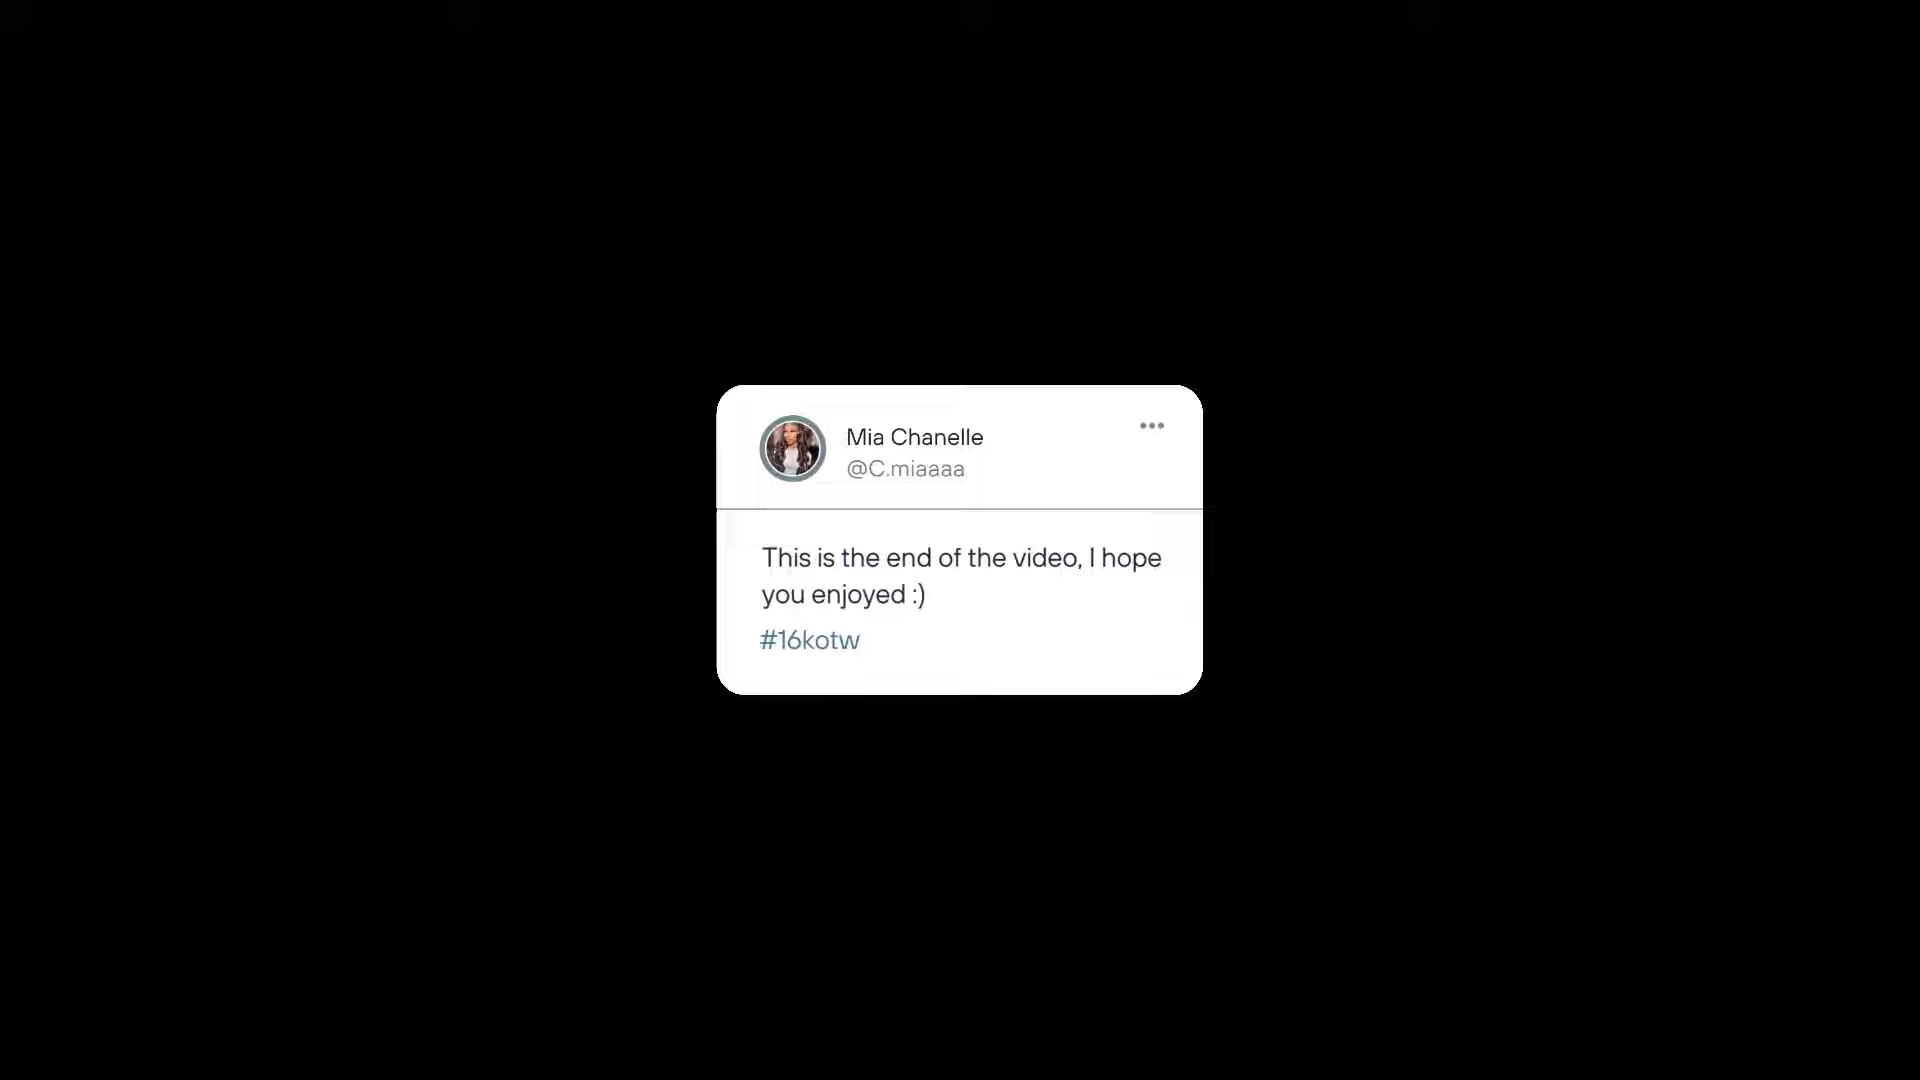 Mia Chanelle
@C.miaaaa
This is the end of the video, I hope
you enjoyed :)
#16kotw